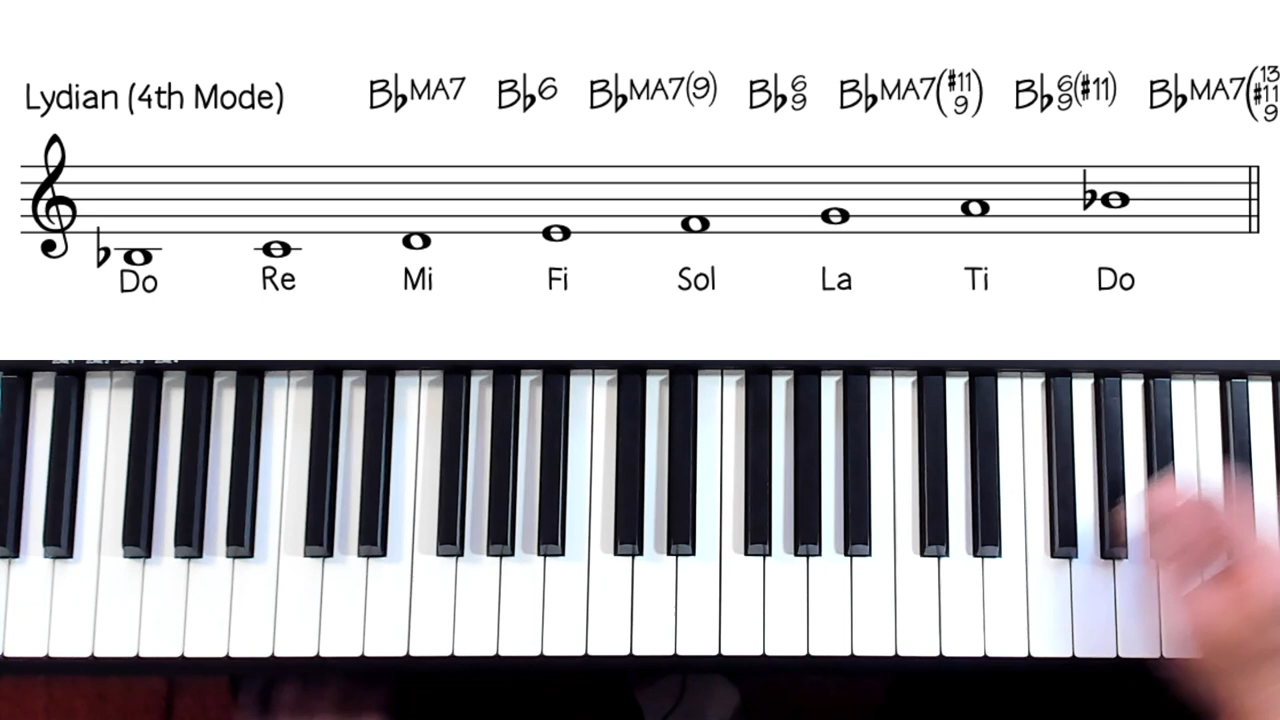 Lydian (4th Mode) B♭MA7 B♭6 B♭MA7(9) B♭6/9 B♭MA7(♯11/9) B♭6/9(♯11) B♭MA7(13/♯11/9
Do Re Mi Fi Sol La Ti Do